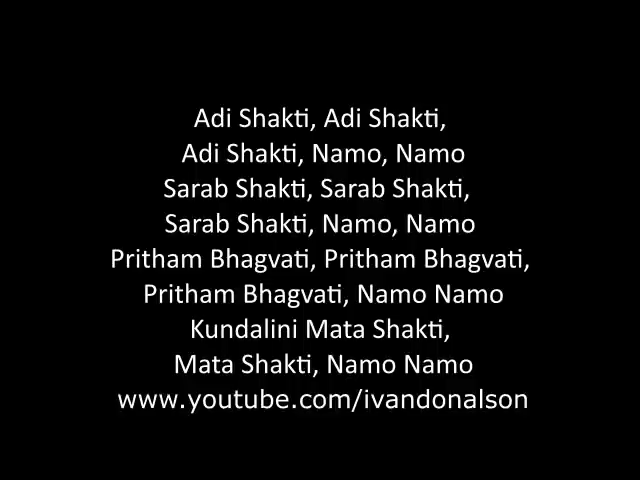 Adi Shakti, Adi Shakti,
Adi Shakti, Namo, Namo
Sarab Shakti, Sarab Shakti,
Sarab Shakti, Namo, Namo
Pritham Bhagvati, Pritham Bhagvati,
Pritham Bhagvati, Namo Namo
Kundalini Mata Shakti,
Mata Shakti, Namo Namo
www.youtube.com/ivandonalson